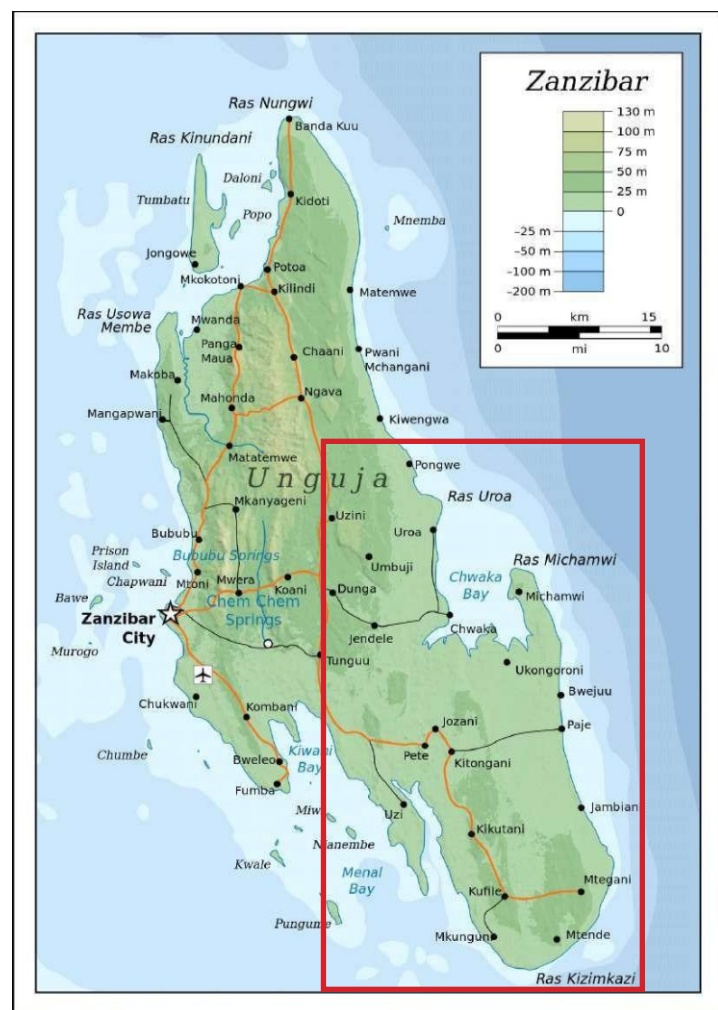 Zanzibar
130 m
100 m
75 m
50 m
25 m
0
–25 m
–50 m
–100 m
–200 m
0 km 15
0 mi 10
Ras Nungwi
Banda Kuu
Ras Kinundani
Daloni
Tumbatu
Kidoti
Popo
Mnemba
Jongowe
Potoa
Mkokotoni
Kilindi
Matemwe
Ras Usowa
Membe
Mwanda
Panga
Maua
Chaani
Pwani
Mchangani
Makoba
Ngava
Mahonda
Mangapwani
Kiwengwa
Matatemwe
Pongwe
Unguja
Ras Uroa
Mkanyageni
Uzini
Uroa
Bububu
Bububu Springs
Prison
Island
Umbuji
Ras Michamwi
Chapwani
Mtoni
Mwera
Koani
Dunga
Chwaka
Bay
Michamwi
Bawe
Chem Chem
Springs
Zanzibar
City
Jendele
Chwaka
Murogo
Tunguu
Ukongoroni
Bwejuu
Chukwani
Kombani
Jozani
Paje
Chumbe
Kiwani
Bay
Pete
Kitongani
Bweleo
Fumba
Miwi
Uzi
Jambian
Nianembe
Kikutani
Kwale
Menal
Bay
Kufile
Mtegani
Pungume
Mkunguni
Mtende
Ras Kizimkazi